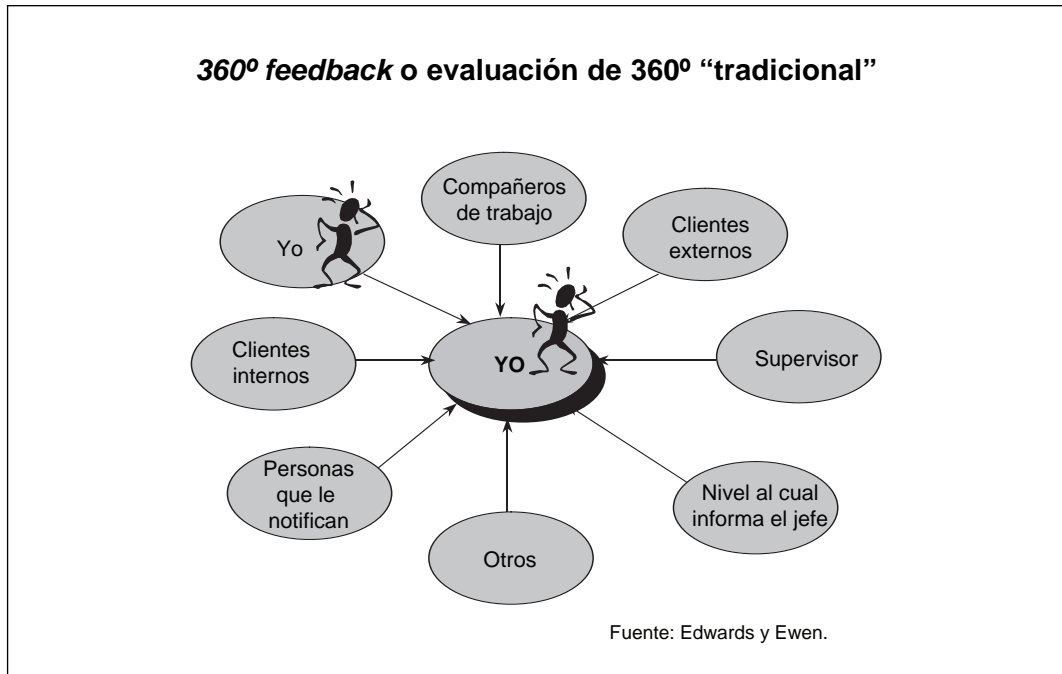 360º feedback o evaluación de 360º “tradicional”
Compañeros
de trabajo
Yo
Clientes
externos
Clientes
internos
YO
Supervisor
Personas
que le
notifican
Nivel al cual
informa el jefe
Otros
Fuente: Edwards y Ewen.